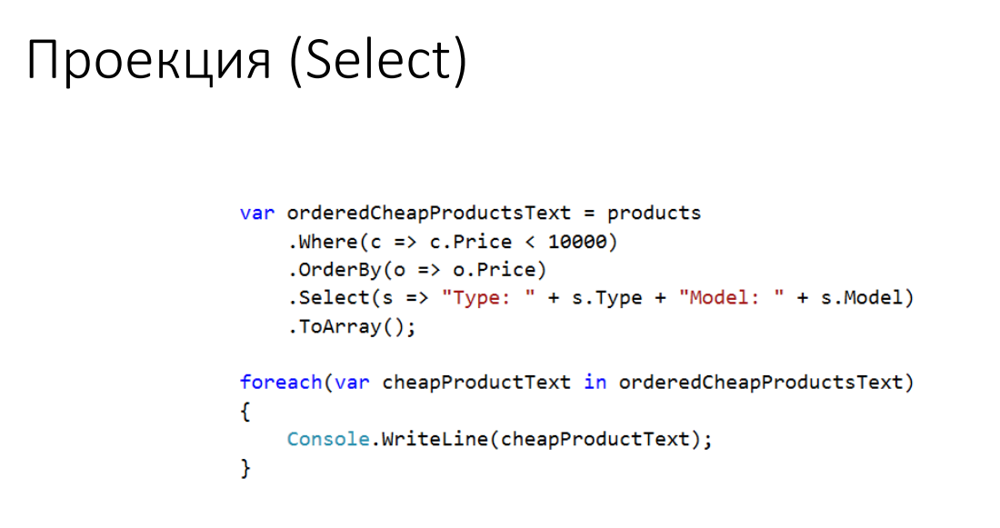 Проекция (Select)
var orderedCheapProductsText = products
    .Where(c => c.Price < 10000)
    .OrderBy(o => o.Price)
    .Select(s => "Type: " + s.Type + "Model: " + s.Model)
    .ToArray();
foreach(var cheapProductText in orderedCheapProductsText)
{
    Console.WriteLine(cheapProductText);
}